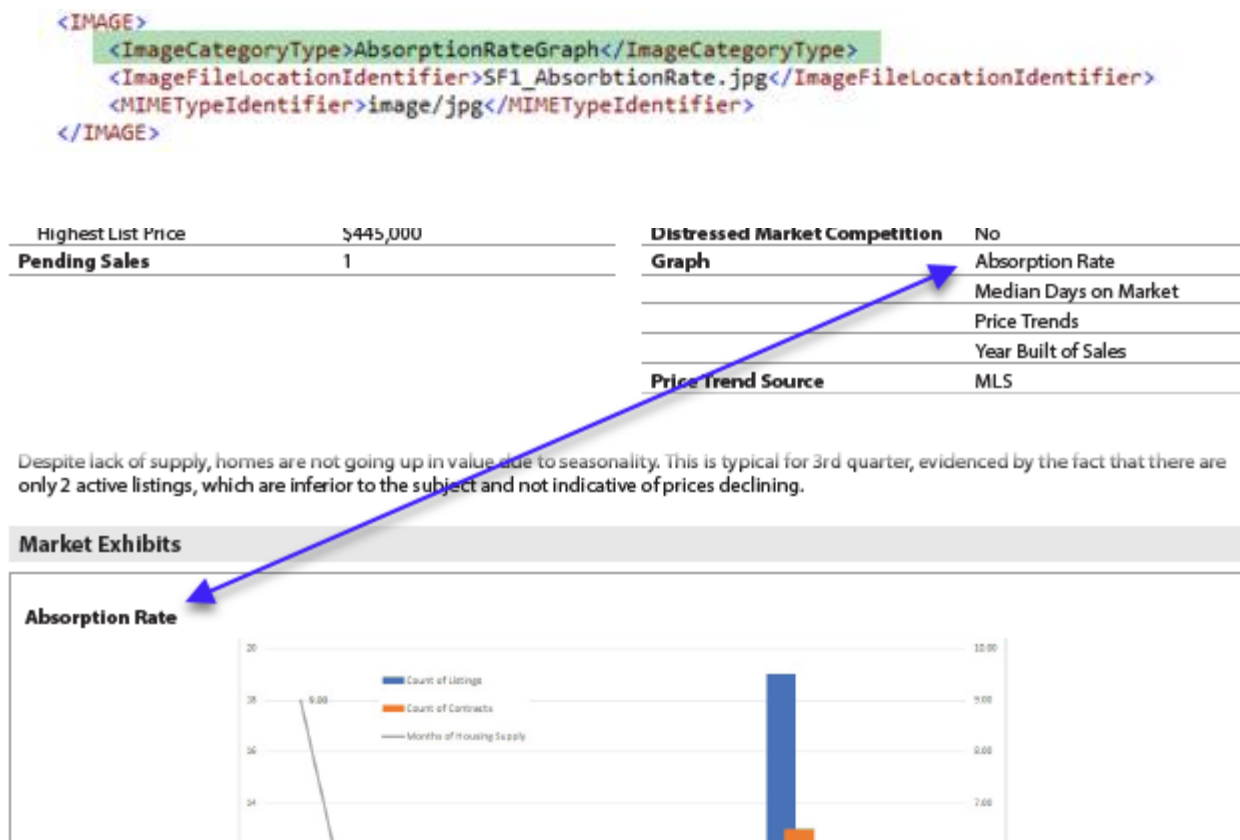 <IMAGE>
<ImageCategoryType>AbsorptionRateGraph</ImageCategoryType>
<ImageFileLocationIdentifier>SF1_AbsorbtionRate.jpg</ImageFileLocationIdentifier>
<MIMETypeIdentifier>image/jpg</MIMETypeIdentifier>
</IMAGE>
Highest List Price $445,000
Pending Sales 1
Distressed Market Competition No
Graph Absorption Rate
Median Days on Market
Price Trends
Year Built of Sales
Price Trend Source MLS
Despite lack of supply, homes are not going up in value due to seasonality. This is typical for 3rd quarter, evidenced by the fact that there are
only 2 active listings, which are inferior to the subject and not indicative of prices declining.
Market Exhibits
Absorption Rate
20 10.00
Count of Listings
18 9.00 9.00
Count of Contracts
Months of Housing Supply
16 8.00
14 7.00